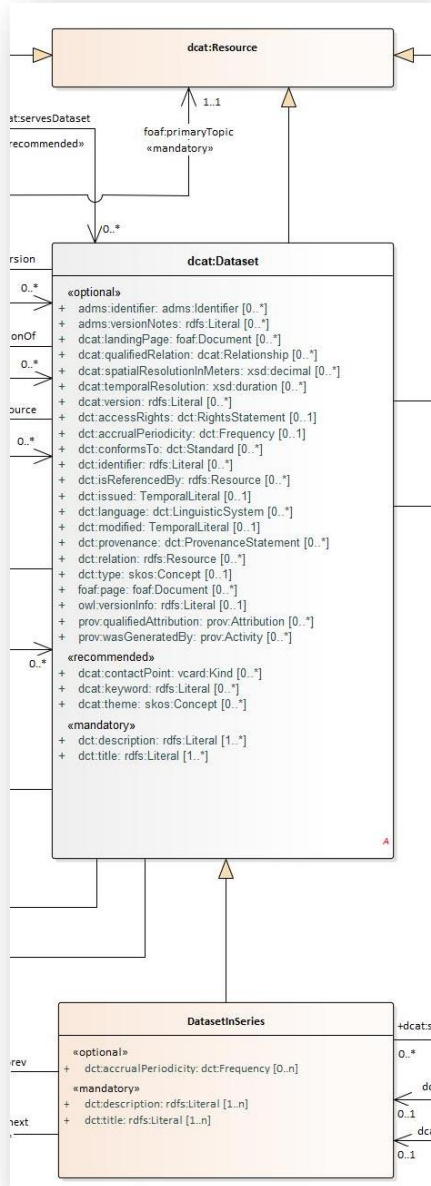 dcat:Resource
1..1
at:servesDataset
foaf:primaryTopic
recommended»
«mandatory»
0..*
dcat:Dataset
ersion
0..*
onOf
0..*
ource
0..*
0..*
«optional»
+ adms:identifier: adms:Identifier [0..*]
+ adms:versionNotes: rdfs:Literal [0..*]
+ dcat:landingPage: foaf:Document [0..*]
+ dcat:qualifiedRelation: dcat:Relationship [0..*]
+ dcat:spatialResolutionInMeters: xsd:decimal [0..*]
+ dcat:temporalResolution: xsd:duration [0..*]
+ dcat:version: rdfs:Literal [0..*]
+ dct:accessRights: dct:RightsStatement [0..1]
+ dct:accrualPeriodicity: dct:Frequency [0..1]
+ dct:conformsTo: dct:Standard [0..*]
+ dct:identifier: rdfs:Literal [0..*]
+ dct:isReferencedBy: rdfs:Resource [0..*]
+ dct:issued: TemporalLiteral [0..1]
+ dct:language: dct:LinguisticSystem [0..*]
+ dct:modified: TemporalLiteral [0..1]
+ dct:provenance: dct:ProvenanceStatement [0..*]
+ dct:relation: rdfs:Resource [0..*]
+ dct:type: skos:Concept [0..1]
+ foaf:page: foaf:Document [0..*]
+ owl:versionInfo: rdfs:Literal [0..1]
+ prov:qualifiedAttribution: prov:Attribution [0..*]
+ prov:wasGeneratedBy: prov:Activity [0..*]
«recommended»
+ dcat:contactPoint: vcard:Kind [0..*]
+ dcat:keyword: rdfs:Literal [0..*]
+ dcat:theme: skos:Concept [0..*]
«mandatory»
+ dct:description: rdfs:Literal [1..*]
+ dct:title: rdfs:Literal [1..*]
A
DatasetInSeries
«optional»
+ dct:accrualPeriodicity: dct:Frequency [0..n]
«mandatory»
+ dct:description: rdfs:Literal [1..n]
+ dct:title: rdfs:Literal [1..n]
rev
next
+dcat:s
0..*
dc
0..1
dca
0..1